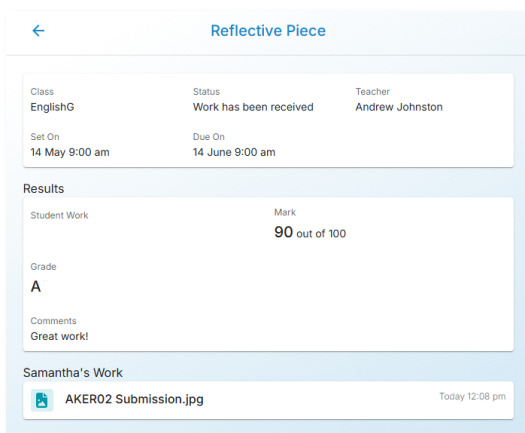 Reflective Piece
Class Status Teacher
EnglishG Work has been received Andrew Johnston
Set On Due On
14 May 9:00 am 14 June 9:00 am
Results
Student Work Mark
90 out of 100
Grade
A
Comments
Great work!
Samantha's Work
AKER02 Submission.jpg Today 12:08 pm